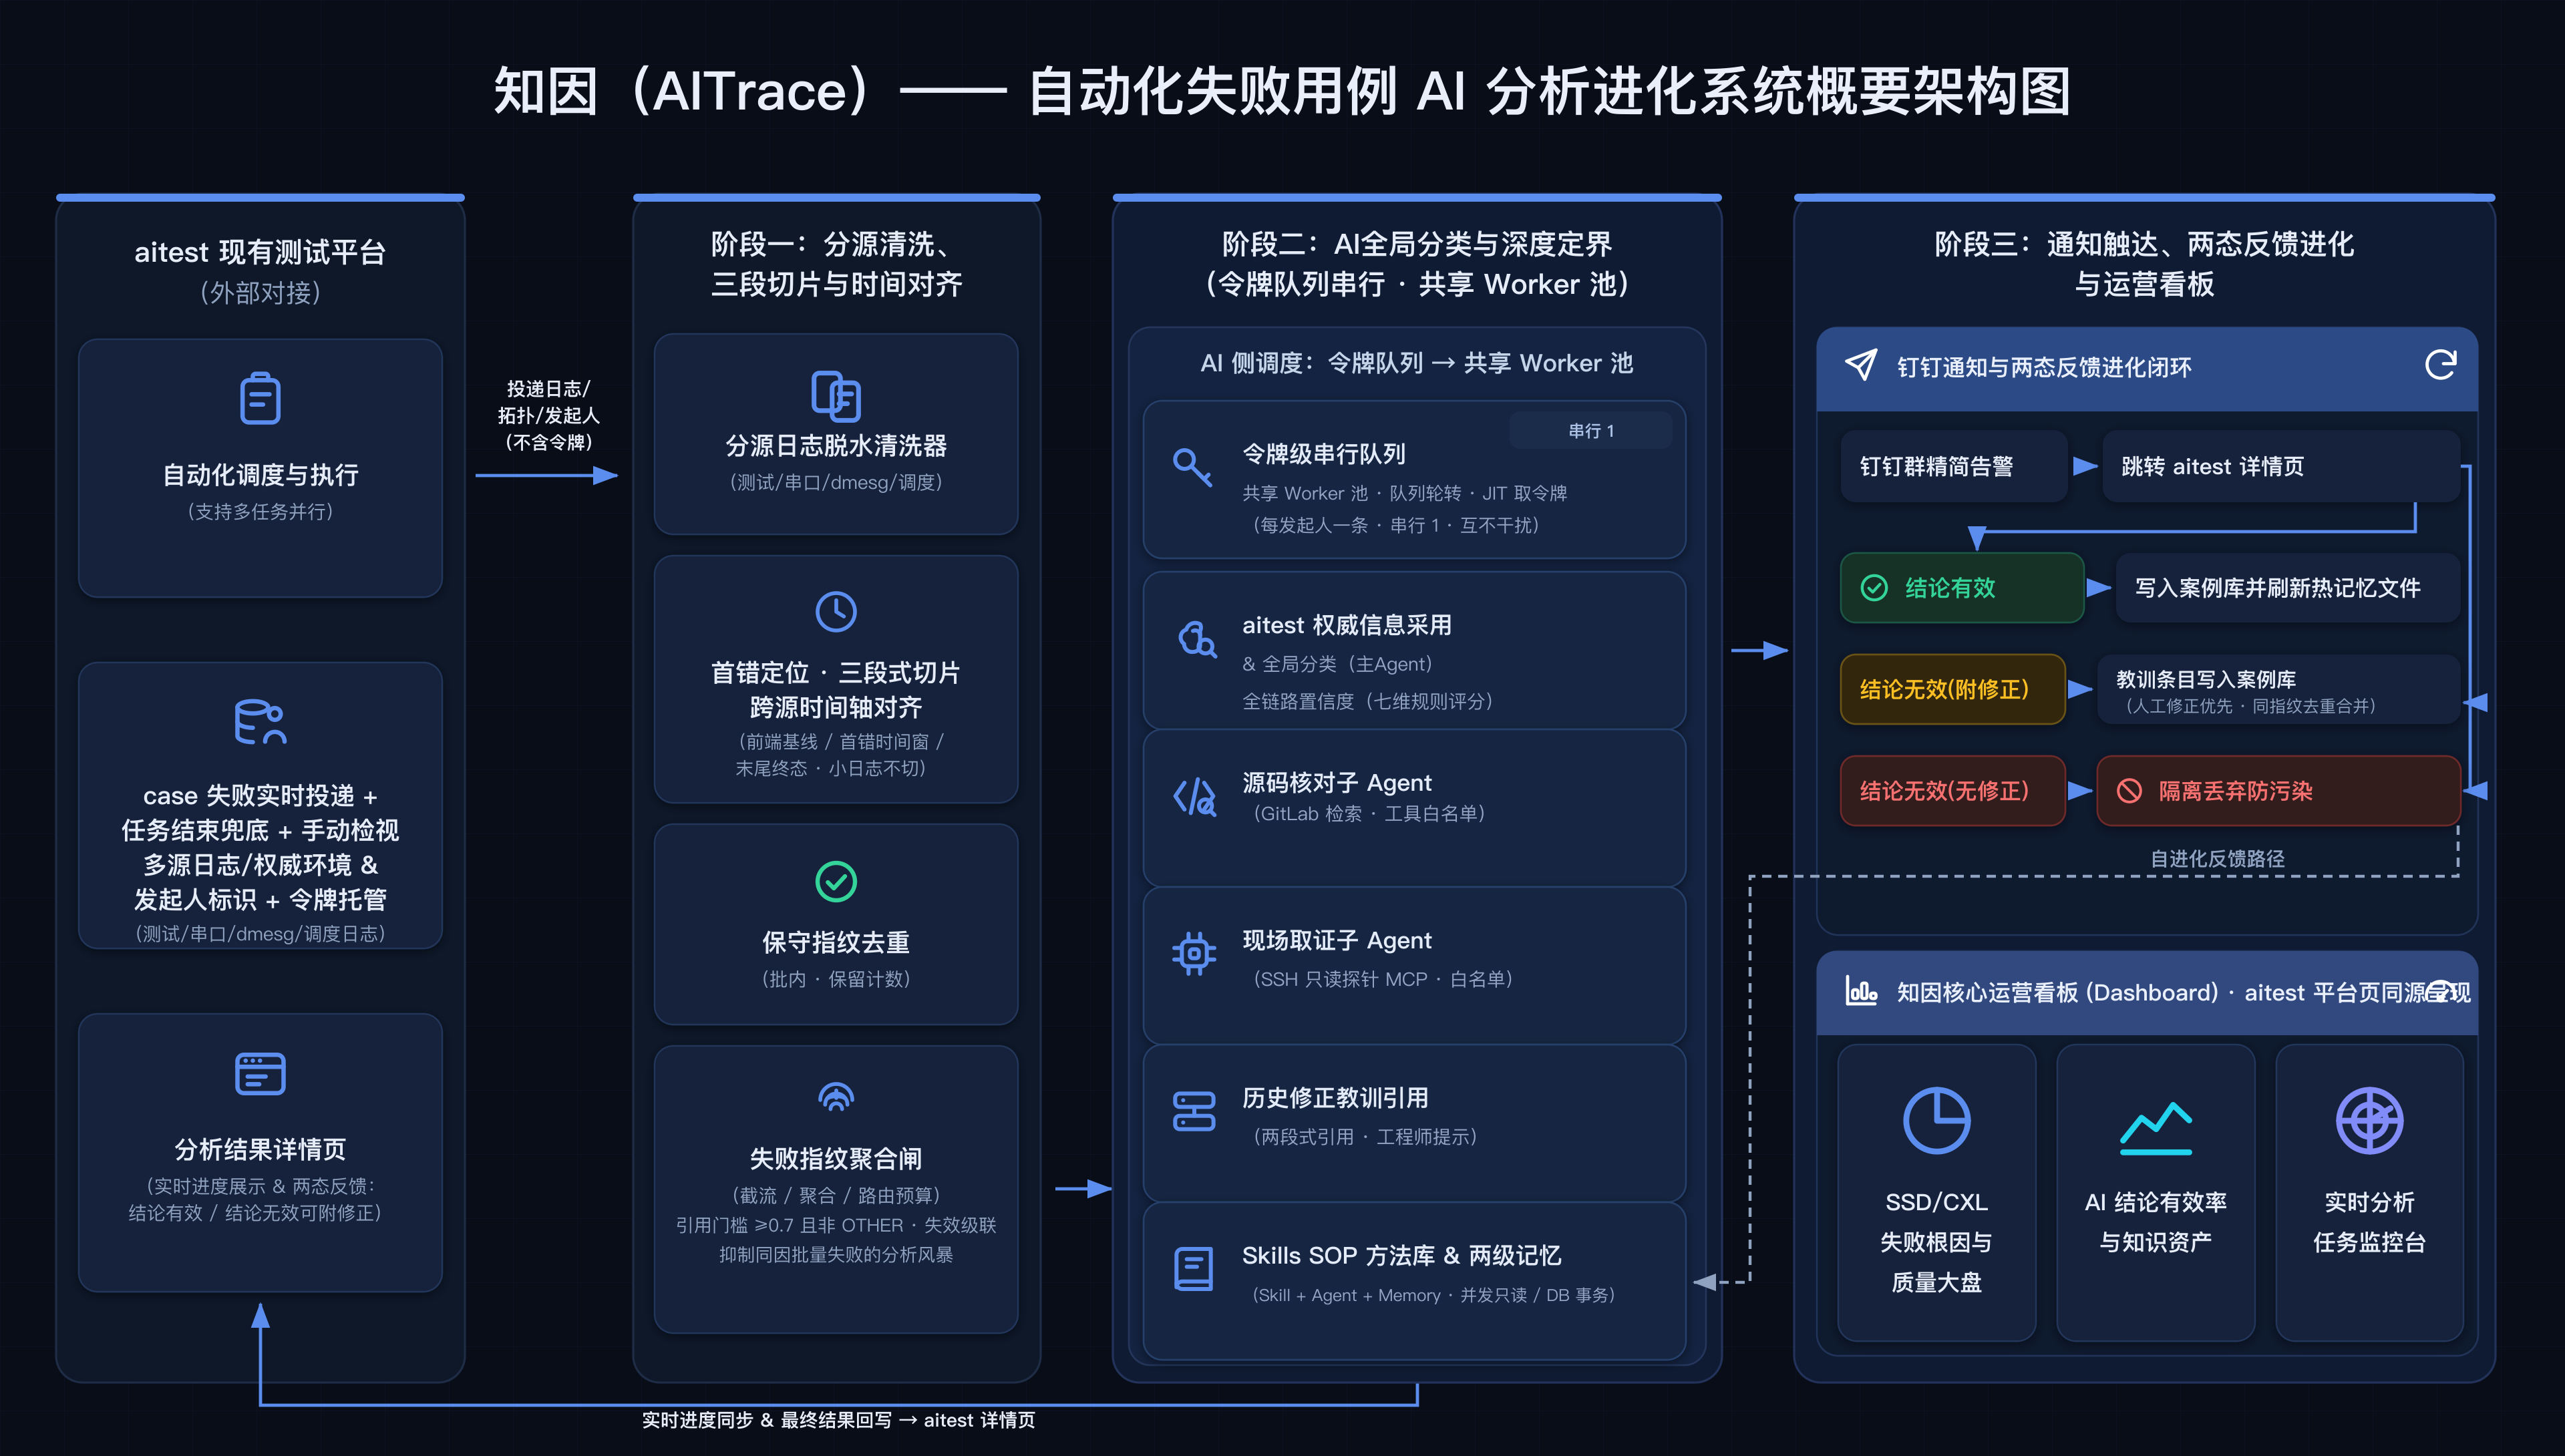 知因（AITrace）—— 自动化失败用例 AI 分析进化系统概要架构图
aitest 现有测试平台
（外部对接）
自动化调度与执行
（支持多任务并行）
case 失败实时投递 +
任务结束兜底 + 手动检视
多源日志/权威环境 &
发起人标识 + 令牌托管
（测试/串口/dmesg/调度日志）
分析结果详情页
（实时进度展示 & 两态反馈：
结论有效 / 结论无效可附修正）
投递日志/
拓扑/发起人
（不含令牌）
阶段一：分源清洗、
三段切片与时间对齐
分源日志脱水清洗器
（测试/串口/dmesg/调度）
首错定位 · 三段式切片
跨源时间轴对齐
（前端基线 / 首错时间窗 /
末尾终态 · 小日志不切）
保守指纹去重
（批内 · 保留计数）
失败指纹聚合闸
（截流 / 聚合 / 路由预算）
引用门槛 ≥0.7 且非 OTHER · 失效级联
抑制同因批量失败的分析风暴
阶段二：AI全局分类与深度定界
（令牌队列串行 · 共享 Worker 池）
AI 侧调度：令牌队列 → 共享 Worker 池
串行 1
令牌级串行队列
共享 Worker 池 · 队列轮转 · JIT 取令牌
（每发起人一条 · 串行 1 · 互不干扰）
aitest 权威信息采用
& 全局分类（主Agent）
全链路置信度（七维规则评分）
源码核对子 Agent
（GitLab 检索 · 工具白名单）
现场取证子 Agent
（SSH 只读探针 MCP · 白名单）
历史修正教训引用
（两段式引用 · 工程师提示）
Skills SOP 方法库 & 两级记忆
（Skill + Agent + Memory · 并发只读 / DB 事务）
阶段三：通知触达、两态反馈进化
与运营看板
钉钉通知与两态反馈进化闭环
钉钉群精简告警
跳转 aitest 详情页
结论有效
写入案例库并刷新热记忆文件
结论无效(附修正)
教训条目写入案例库
（人工修正优先 · 同指纹去重合并）
结论无效(无修正)
隔离丢弃防污染
自进化反馈路径
知因核心运营看板 (Dashboard) · aitest 平台页同源呈现
SSD/CXL
失败根因与
质量大盘
AI 结论有效率
与知识资产
实时分析
任务监控台
实时进度同步 & 最终结果回写 → aitest 详情页